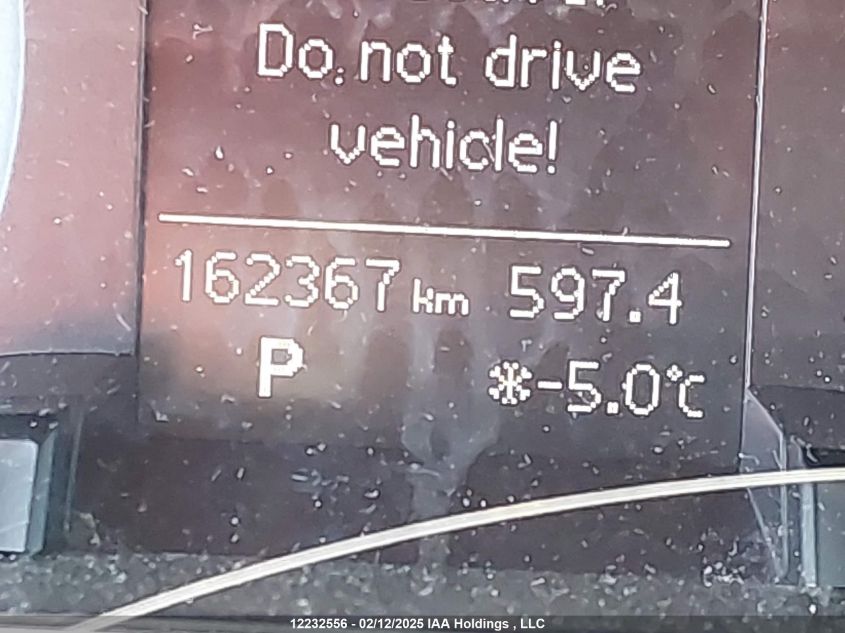 Do not drive
vehicle!
162367 km 597.4
P *-5.0°C
12232556 - 02/12/2025 IAA Holdings , LLC